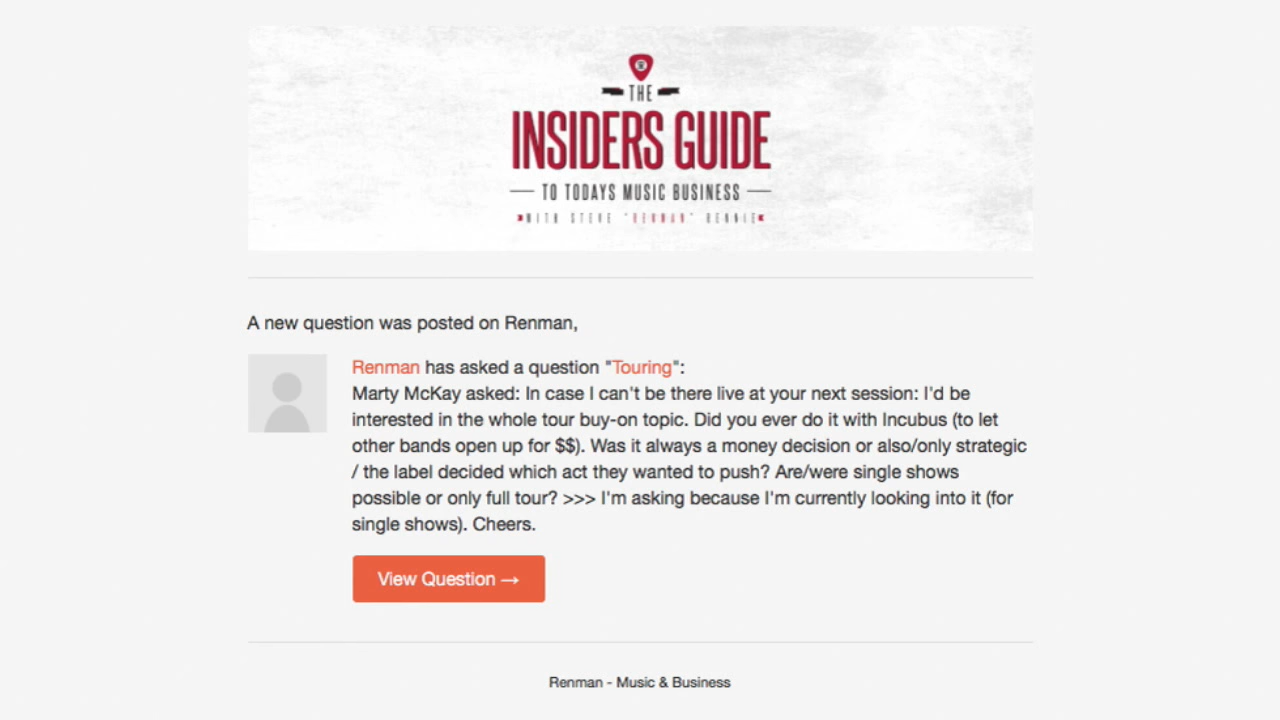 THE
INSIDERS GUIDE
TO TODAYS MUSIC BUSINESS
WITH STEVE "RENMAN" RENNIE
A new question was posted on Renman,
Renman has asked a question "Touring":
Marty McKay asked: In case I can't be there live at your next session: I'd be
interested in the whole tour buy-on topic. Did you ever do it with Incubus (to let
other bands open up for $$). Was it always a money decision or also/only strategic
/ the label decided which act they wanted to push? Are/were single shows
possible or only full tour? >>> I'm asking because I'm currently looking into it (for
single shows). Cheers.
View Question →
Renman - Music & Business